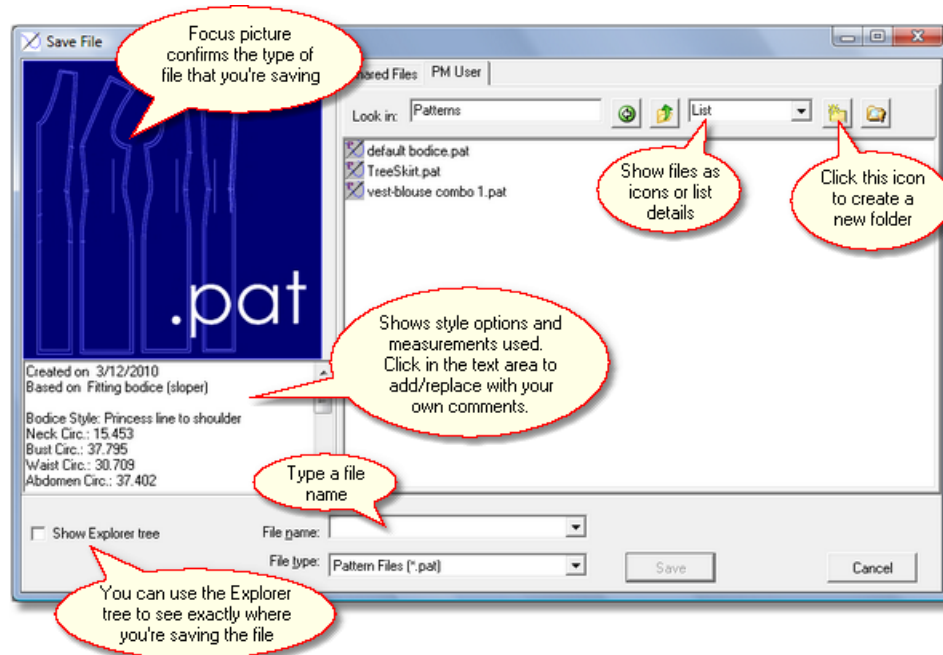 Save File
Focus picture
confirms the type of
file that you're saving
hared Files
PM User
Look in:
Patterns
List
default bodice.pat
TreeSkirt.pat
vest-blouse combo 1.pat
Show files as
icons or list
details
Click this icon
to create a
new folder
.pat
Shows style options and
measurements used.
Click in the text area to
add/replace with your
own comments.
Created on 3/12/2010
Based on Fitting bodice (sloper)
Bodice Style: Princess line to shoulder
Neck Circ.: 15.453
Bust Circ.: 37.795
Waist Circ.: 30.709
Abdomen Circ.: 37.402
Type a file
name
Show Explorer tree
File name:
File type:
Pattern Files (*.pat)
Save
Cancel
You can use the Explorer
tree to see exactly where
you're saving the file